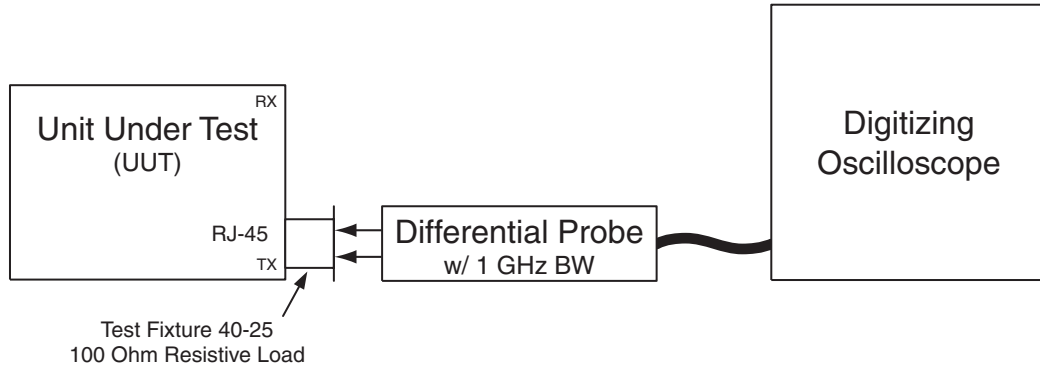 RX
Unit Under Test
(UUT)
RJ-45
TX
Test Fixture 40-25
100 Ohm Resistive Load
Differential Probe
w/ 1 GHz BW
Digitizing
Oscilloscope